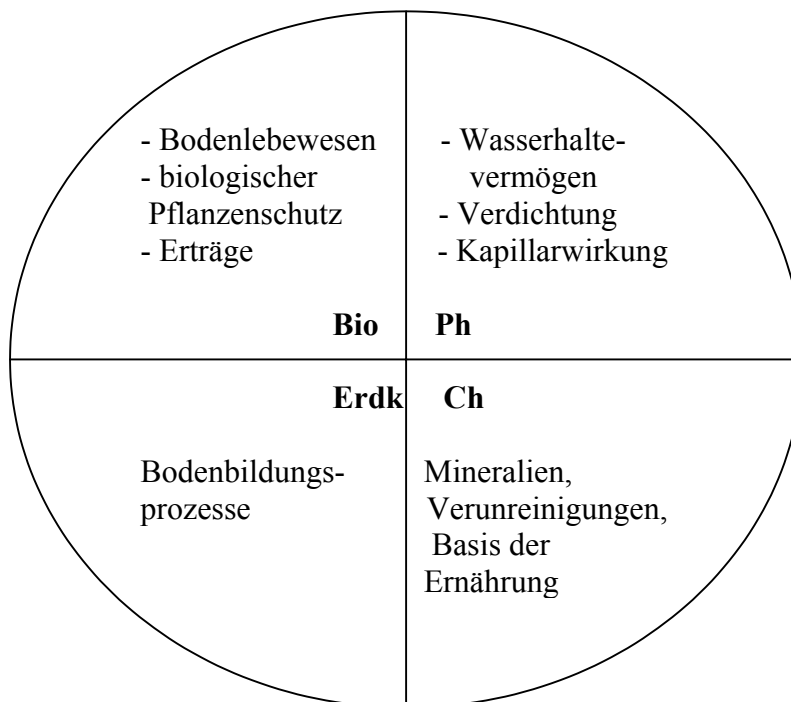 - Bodenlebewesen
- biologischer
Pflanzenschutz
- Erträge
Bio
- Wasserhalte-
vermögen
- Verdichtung
- Kapillarwirkung
Ph
Erdk
Bodenbildungs-
prozesse
Ch
Mineralien,
Verunreinigungen,
Basis der
Ernährung